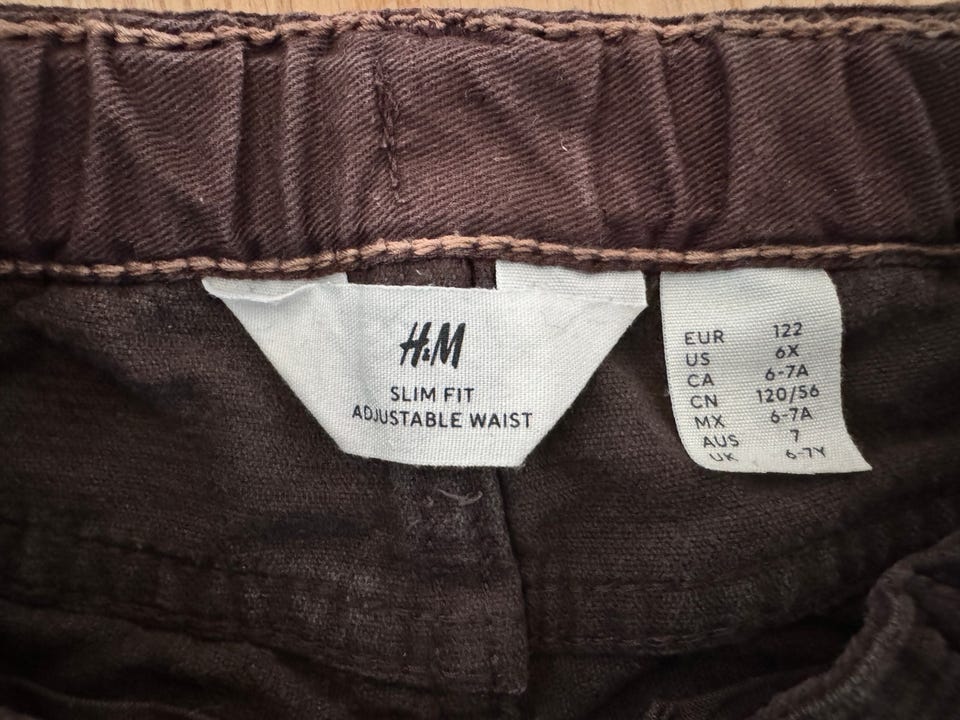 H&M
SLIM FIT
ADJUSTABLE WAIST
EUR 122
US 6X
CA 6-7A
CN 120/56
MX 6-7A
AUS 7
UK 6-7Y